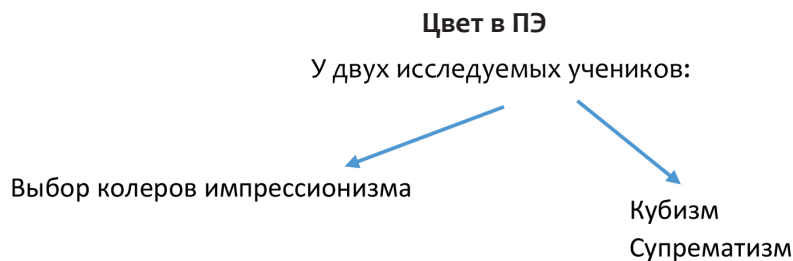 Цвет в ПЭ
У двух исследуемых учеников:
Выбор колеров импрессионизма
Кубизм
Супрематизм